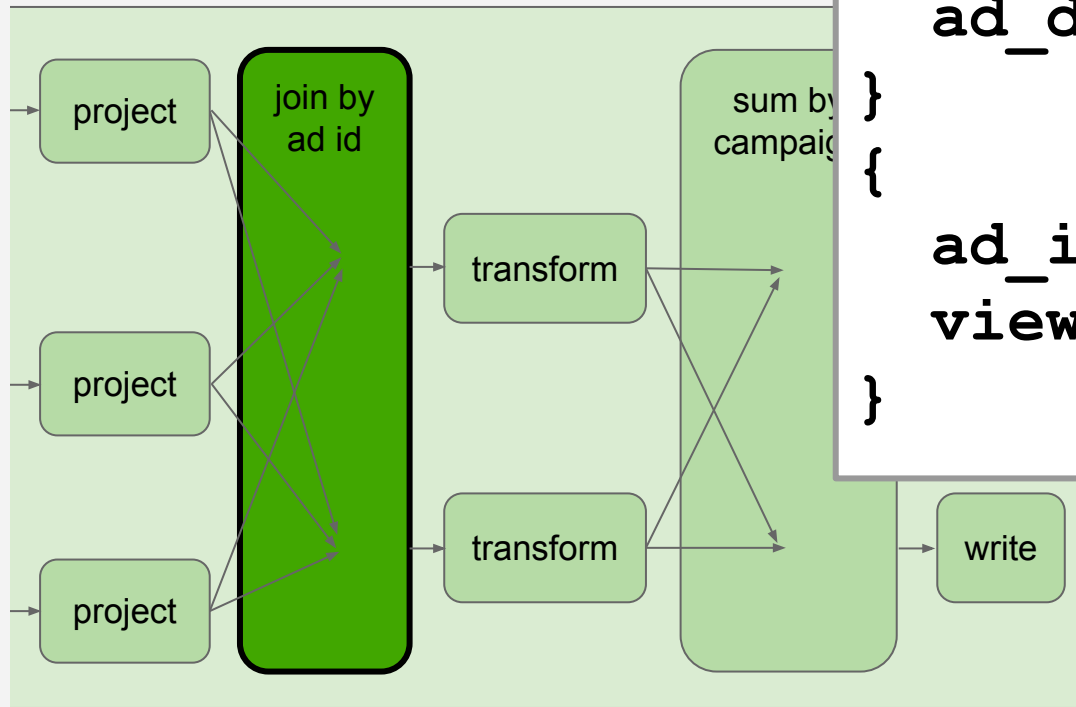 project
join by
ad id
sum by
campaig
ad_d
}
{
ad_i
view
}
transform
project
transform
write
project